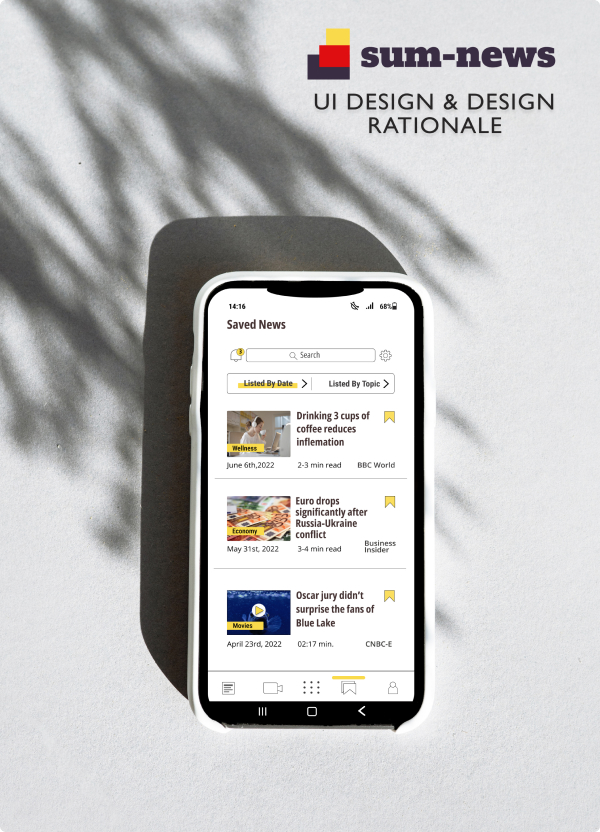 sum-news
UI DESIGN & DESIGN
RATIONALE
14:16
68%
Saved News
3
Search
Listed By Date
Listed By Topic
Drinking 3 cups of
coffee reduces
inflemation
Wellness
June 6th,2022
2-3 min read
BBC World
Euro drops
significantly after
Russia-Ukraine
conflict
Economy
May 31st, 2022
3-4 min read
Business
Insider
Oscar jury didn't
surprise the fans of
Blue Lake
Movies
April 23rd, 2022
02:17 min.
CNBC-E